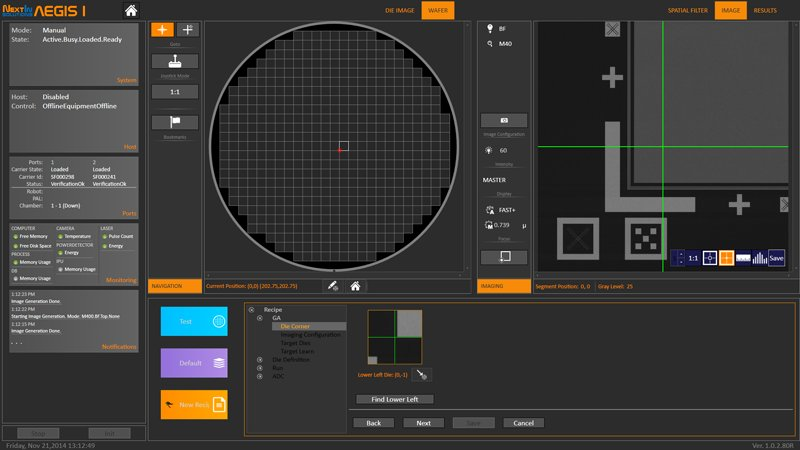 NEXTIN SOLUTIONS AEGIS I
DIE IMAGE
WAFER
SPATIAL FILTER
IMAGE
RESULTS
Mode: Manual
State: Active.Busy.Loaded.Ready
System
Host: Disabled
Control: OfflineEquipmentOffline
Host
Ports: 1 2
Carrier State: Loaded Loaded
Carrier Id: SF000298 SF000241
Status: VerificationOk VerificationOk
Robot:
PAL:
Chamber: 1 - 1 (Down)
Ports
COMPUTER CAMERA LASER
Free Memory Temperature Pulse Count
Free Disk Space POWERDETECTOR Energy
PROCESS Energy
Memory Usage IPU
DB Memory Usage
Memory Usage
Monitoring
1:12:23 PM
Image Generation Done.
1:12:22 PM
Starting Image Generation. Mode: M400.BF.Top.None
1:12:15 PM
Image Generation Done.
. . .
Notifications
Stop
Init
Friday, Nov 21,2014 13:12:49
Goto
Joystick Mode
1:1
Bookmarks
NAVIGATION
Current Position: (0,0) (202.75,202.75)
BF
M40
Image Configuration
60
Intensity
MASTER
Display
FAST+
0.739 μ
IMAGING
Segment Position: 0, 0
Gray Level: 25
1:1
Save
Test
Default
New Reci
Recipe
GA
Die Corner
Imaging Configuration
Target Dies
Target Learn
Die Definition
Run
ADC
Lower Left Die: (0,-1)
Find Lower Left
Back
Next
Save
Cancel
Ver. 1.0.2.80R